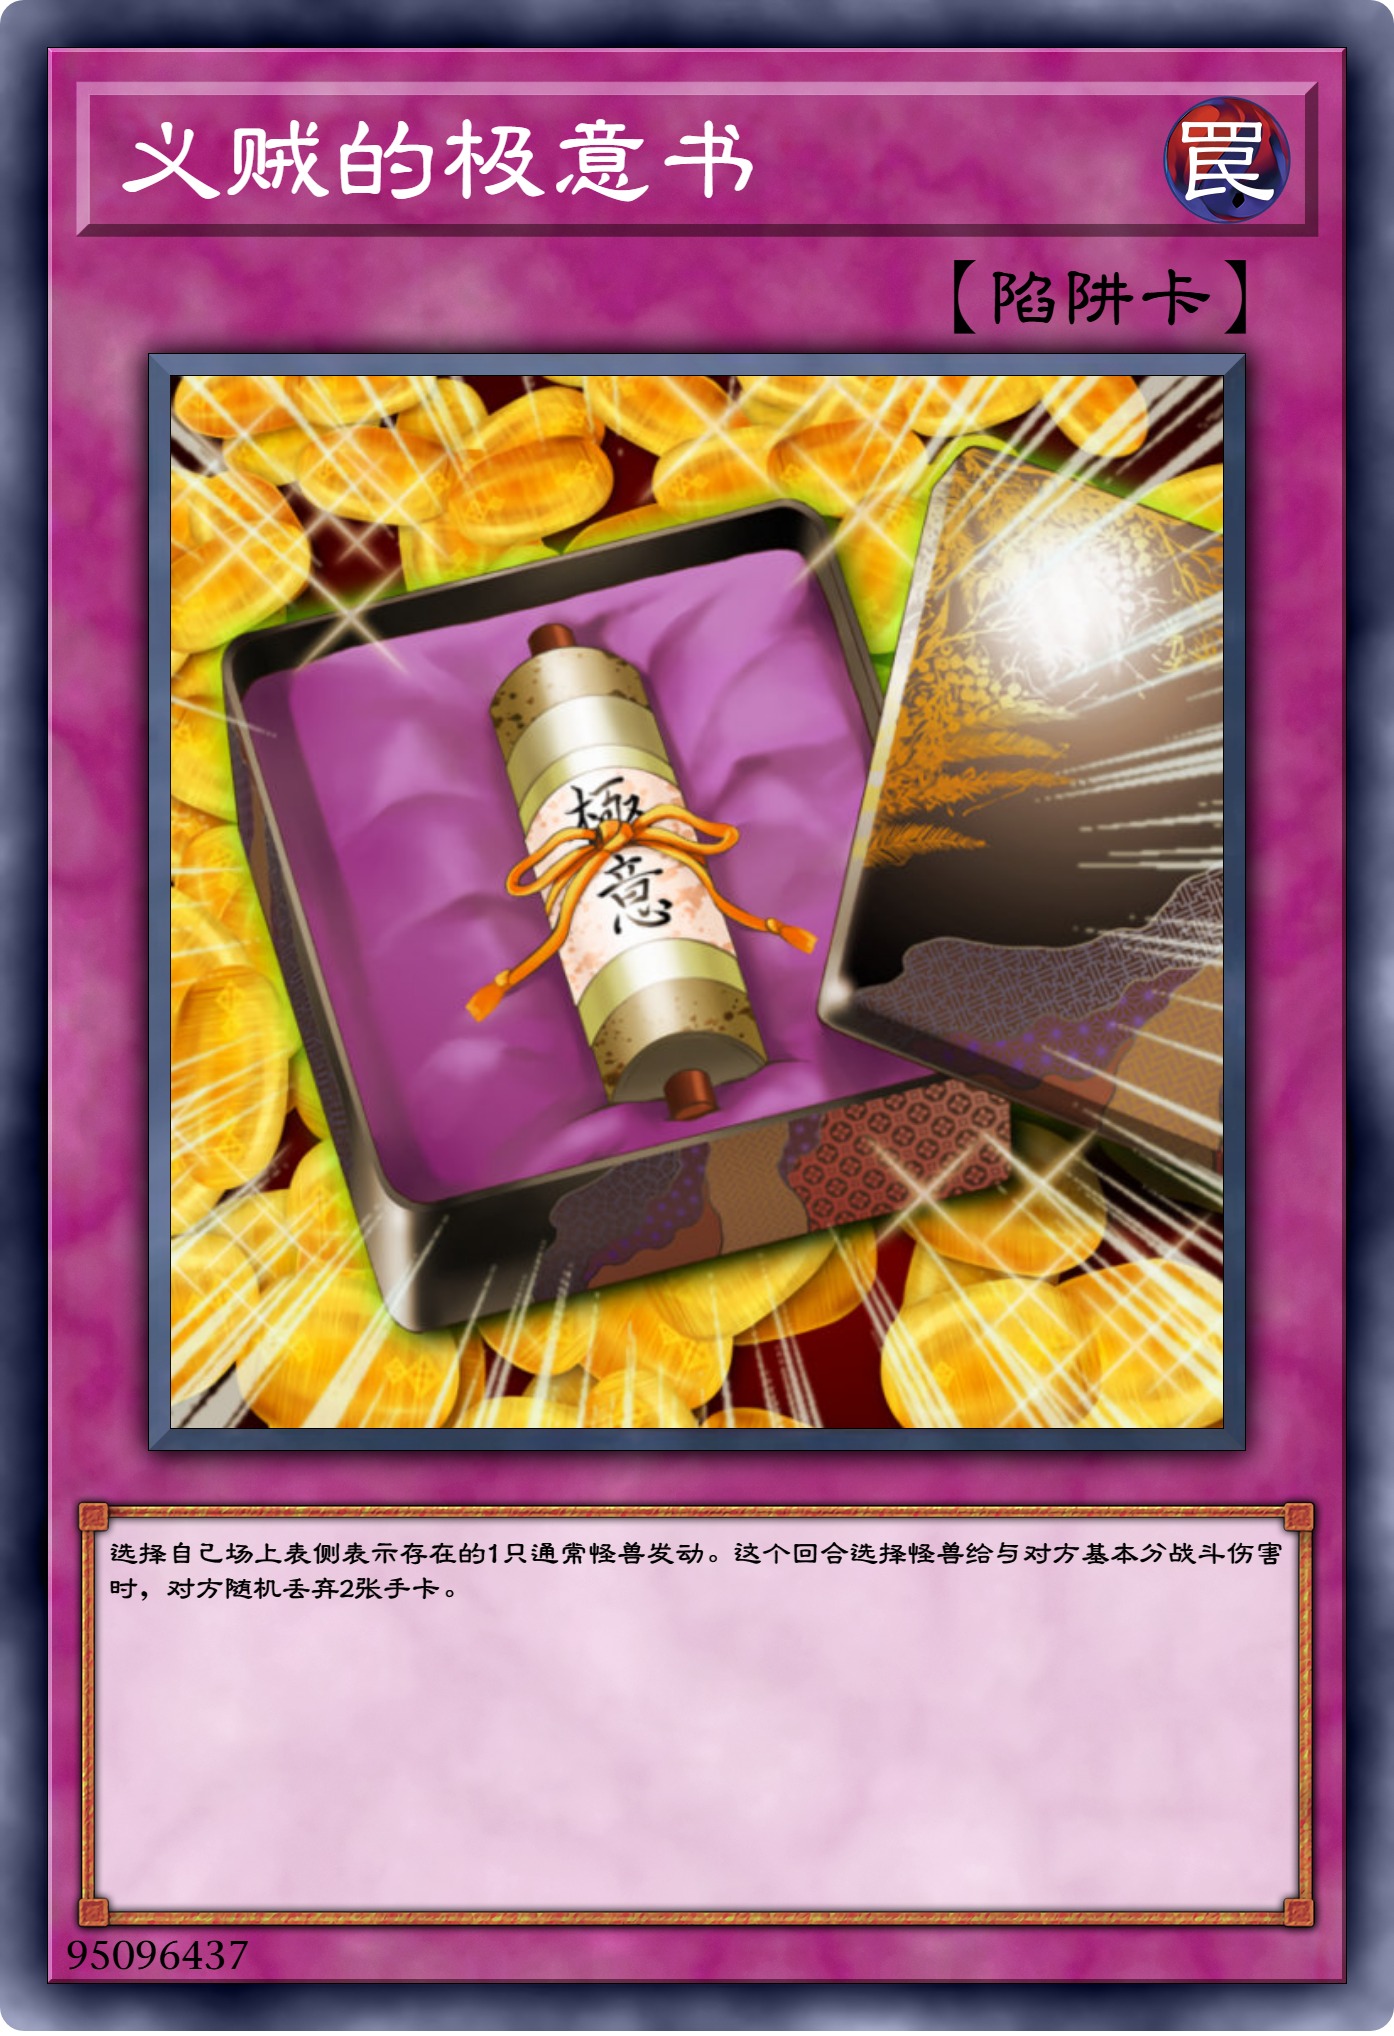 义贼的极意书
罠
【陷阱卡】
極
意
选择自己场上表侧表示存在的1只通常怪兽发动。这个回合选择怪兽给与对方基本分战斗伤害
时，对方随机丢弃2张手卡。
95096437